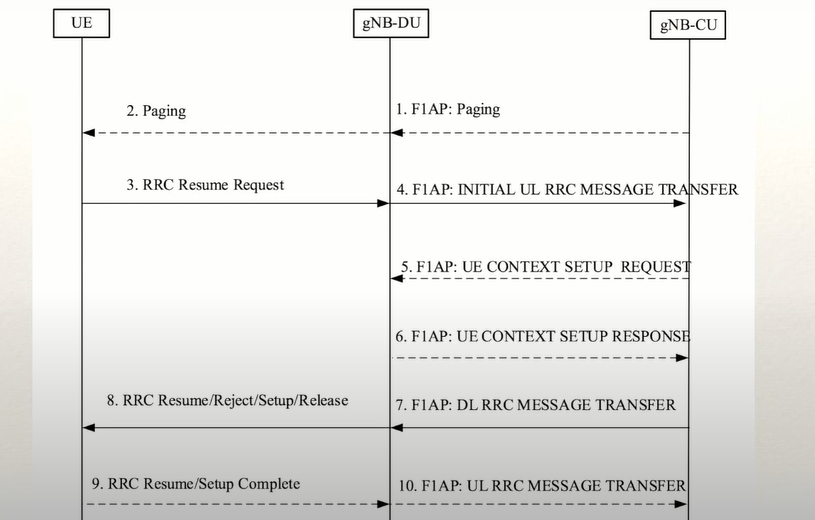 UE
gNB-DU
gNB-CU
2. Paging
1. F1AP: Paging
3. RRC Resume Request
4. F1AP: INITIAL UL RRC MESSAGE TRANSFER
5. F1AP: UE CONTEXT SETUP REQUEST
6. F1AP: UE CONTEXT SETUP RESPONSE
8. RRC Resume/Reject/Setup/Release
7. F1AP: DL RRC MESSAGE TRANSFER
9. RRC Resume/Setup Complete
10. F1AP: UL RRC MESSAGE TRANSFER